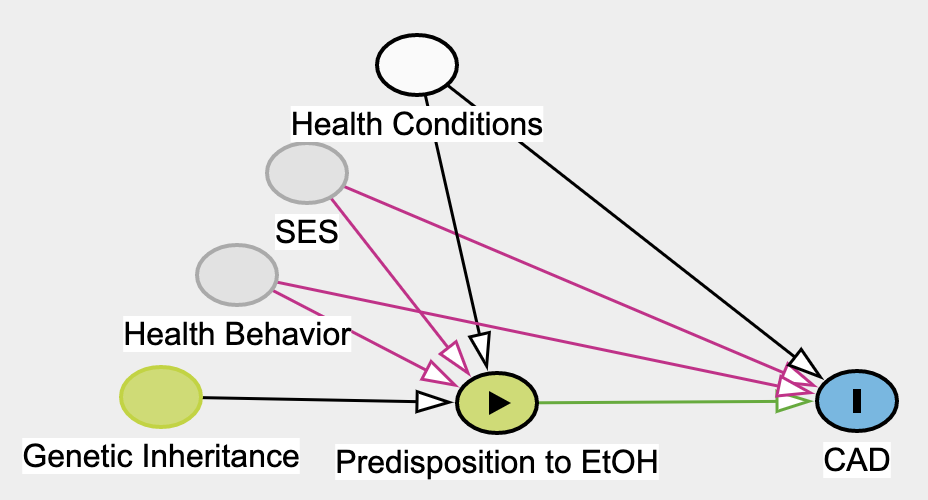 Health Conditions
SES
Health Behavior
Genetic Inheritance
Predisposition to EtOH
CAD